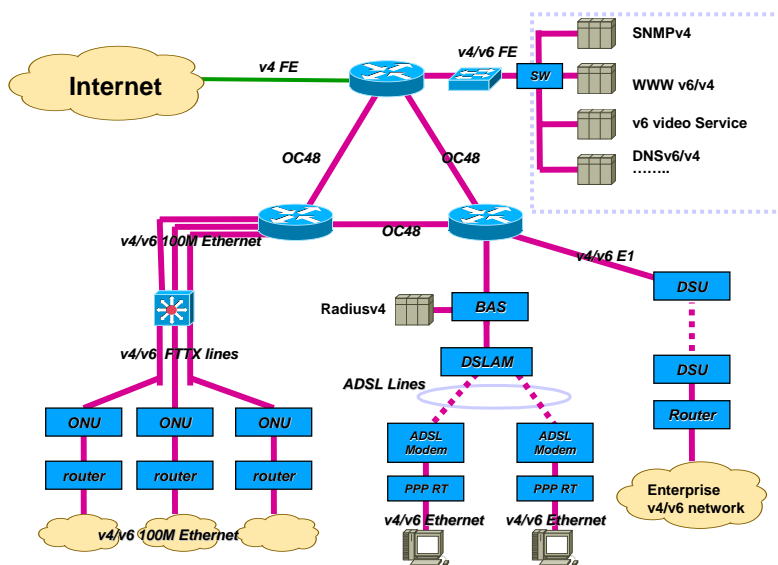 SNMPv4
v4 FE
v4/v6 FE
Internet
SW
WWW v6/v4
v6 video Service
DNSv6/v4
........
OC48
OC48
OC48
v4/v6 100M Ethernet
v4/v6 E1
DSU
Radiusv4
BAS
v4/v6 FTTX lines
DSLAM
DSU
ADSL Lines
Router
ONU
ONU
ONU
ADSL
Modem
ADSL
Modem
router
router
router
PPP RT
PPP RT
Enterprise
v4/v6 network
v4/v6 Ethernet
v4/v6 Ethernet
v4/v6 100M Ethernet